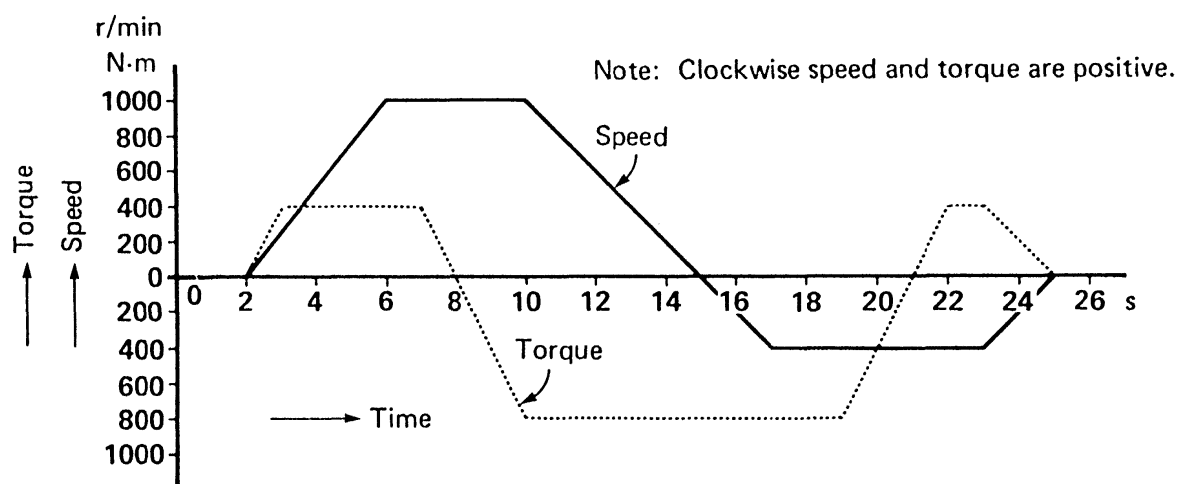 r/min
N·m
Note: Clockwise speed and torque are positive.
1000
800
600
400
200
0
200
400
600
800
1000
Torque
Speed
Speed
Torque
Time
0 2 4 6 8 10 12 14 16 18 20 22 24 26 s